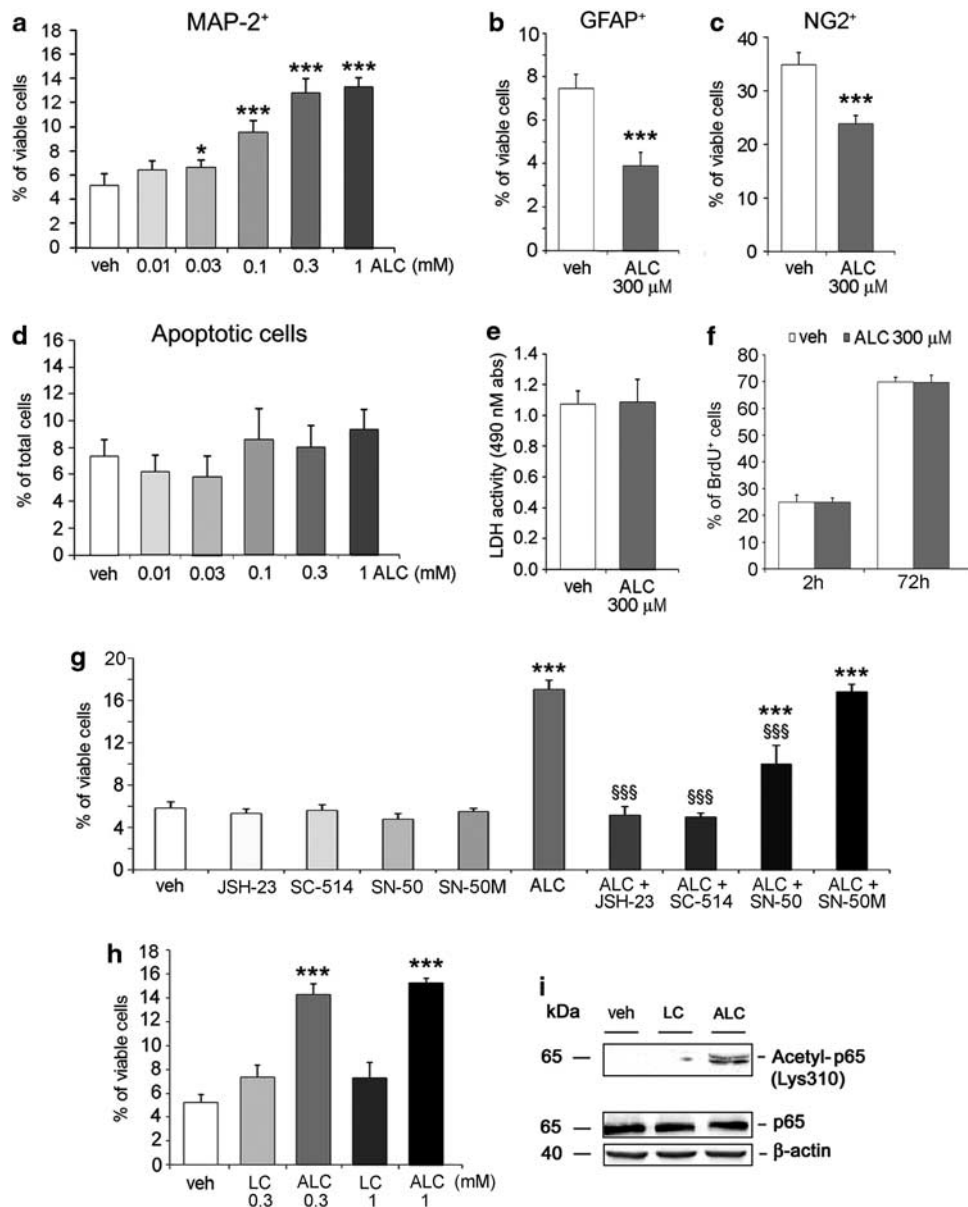 a
MAP-2⁺
% of viable cells
16
14
12
10
8
6
4
2
0
*
***
***
***
veh 0.01 0.03 0.1 0.3 1 ALC (mM)
b
GFAP⁺
% of viable cells
10
8
6
4
2
0
***
veh ALC
300 µM
c
NG2⁺
% of viable cells
40
30
20
10
0
***
veh ALC
300 µM
d
Apoptotic cells
% of total cells
16
14
12
10
8
6
4
2
0
veh 0.01 0.03 0.1 0.3 1 ALC (mM)
e
LDH activity (490 nM abs)
1.4
1.2
1.0
0.8
0.6
0.4
0.2
0.0
veh ALC
300 µM
f
veh ALC 300 µM
% of BrdU⁺ cells
80
70
60
50
40
30
20
10
0
2h 72h
g
% of viable cells
20
16
12
8
4
0
***
§§§
§§§
***
§§§
***
veh JSH-23 SC-514 SN-50 SN-50M ALC ALC + ALC + ALC + ALC +
JSH-23 SC-514 SN-50 SN-50M
h
% of viable cells
18
16
14
12
10
8
6
4
2
0
***
***
veh LC ALC LC ALC (mM)
0.3 0.3 1 1
i
kDa veh LC ALC
65 Acetyl-p65
(Lys310)
65 p65
40 β-actin